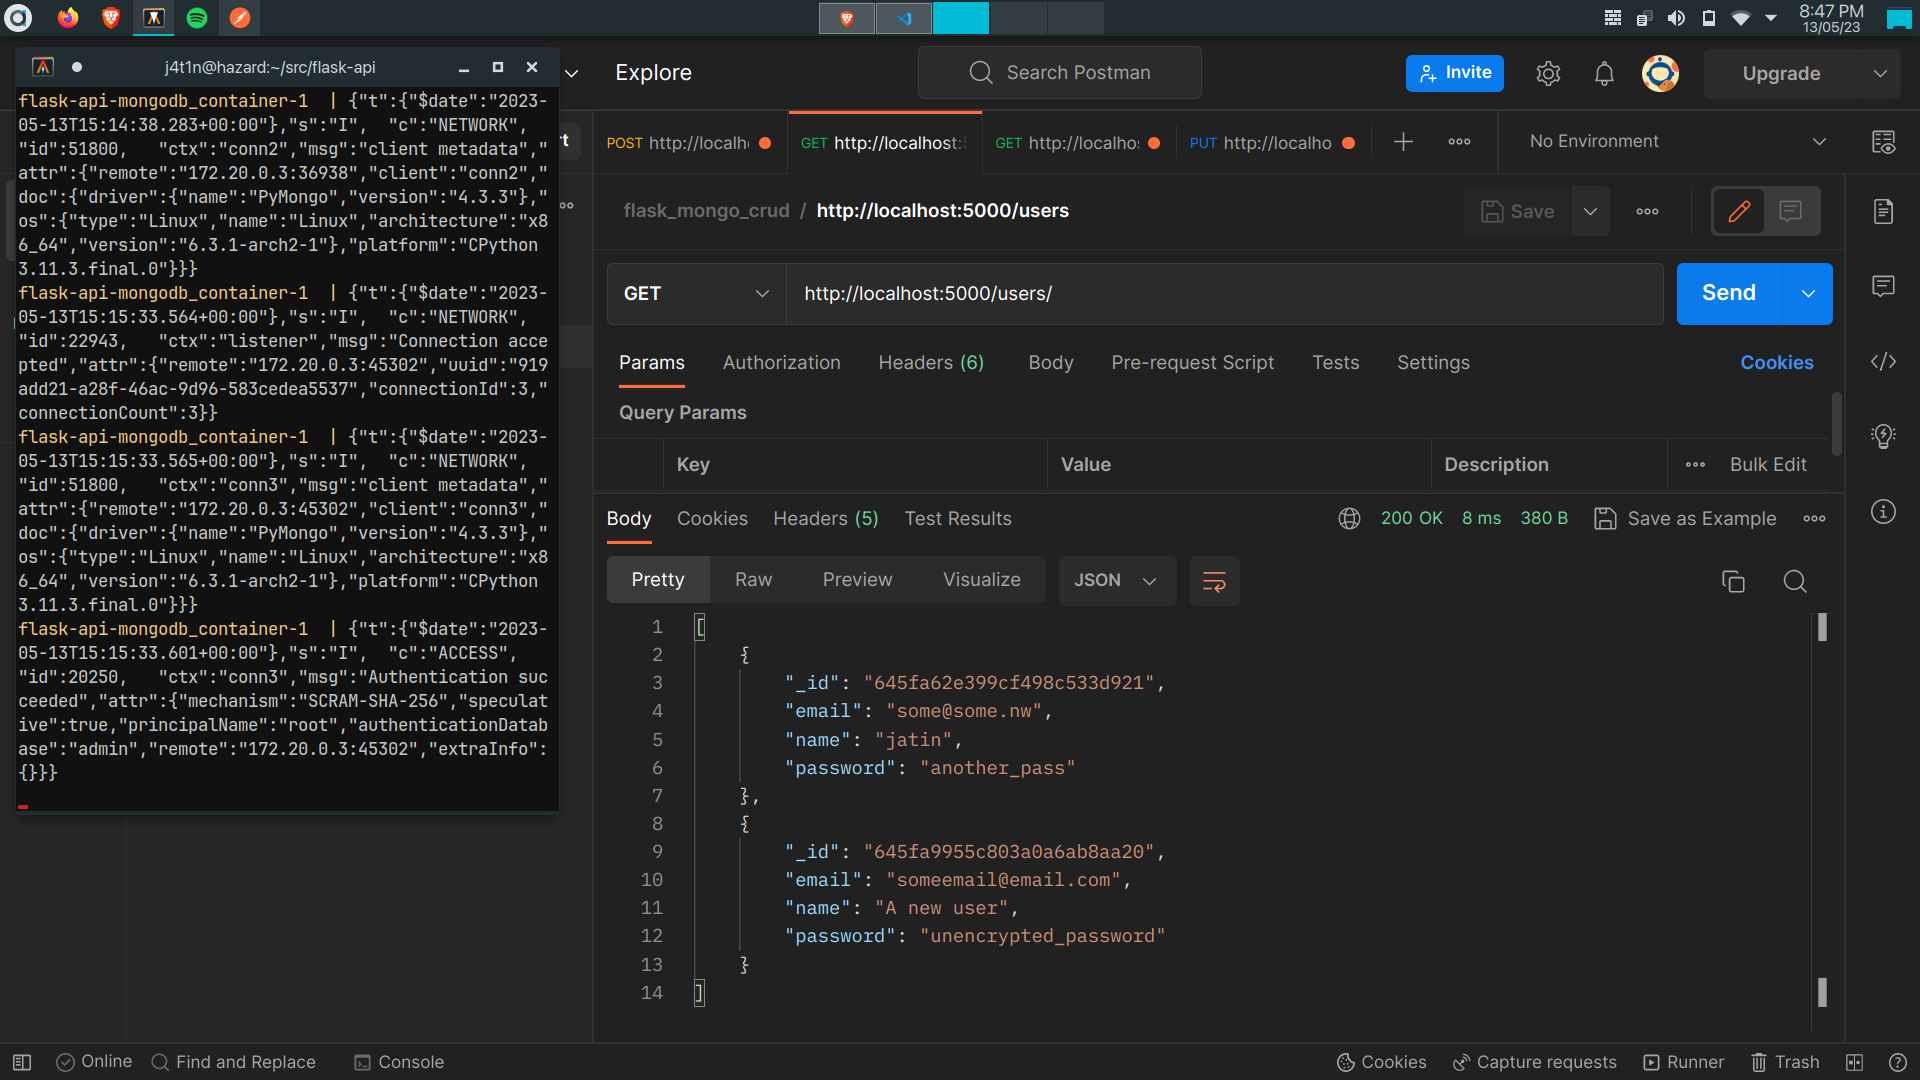 8:47 PM
13/05/23
j4t1n@hazard:~/src/flask-api
flask-api-mongodb_container-1  | {"t":{"$date":"2023-
05-13T15:14:38.283+00:00"},"s":"I",  "c":"NETWORK",
"id":51800,   "ctx":"conn2","msg":"client metadata","
attr":{"remote":"172.20.0.3:36938","client":"conn2","
doc":{"driver":{"name":"PyMongo","version":"4.3.3"},"
os":{"type":"Linux","name":"Linux","architecture":"x8
6_64","version":"6.3.1-arch2-1"},"platform":"CPython
3.11.3.final.0"}}}
flask-api-mongodb_container-1  | {"t":{"$date":"2023-
05-13T15:15:33.564+00:00"},"s":"I",  "c":"NETWORK",
"id":22943,   "ctx":"listener","msg":"Connection acce
pted","attr":{"remote":"172.20.0.3:45302","uuid":"919
add21-a28f-46ac-9d96-583cedea5537","connectionId":3,"
connectionCount":3}}
flask-api-mongodb_container-1  | {"t":{"$date":"2023-
05-13T15:15:33.565+00:00"},"s":"I",  "c":"NETWORK",
"id":51800,   "ctx":"conn3","msg":"client metadata","
attr":{"remote":"172.20.0.3:45302","client":"conn3","
doc":{"driver":{"name":"PyMongo","version":"4.3.3"},"
os":{"type":"Linux","name":"Linux","architecture":"x8
6_64","version":"6.3.1-arch2-1"},"platform":"CPython
3.11.3.final.0"}}}
flask-api-mongodb_container-1  | {"t":{"$date":"2023-
05-13T15:15:33.601+00:00"},"s":"I",  "c":"ACCESS",
"id":20250,   "ctx":"conn3","msg":"Authentication suc
ceeded","attr":{"mechanism":"SCRAM-SHA-256","speculat
ive":true,"principalName":"root","authenticationDatab
ase":"admin","remote":"172.20.0.3:45302","extraInfo":
{}}}
Explore
Search Postman
Invite
Upgrade
t
POST http://localh
GET http://localhost:
GET http://localho:
PUT http://localho
No Environment
flask_mongo_crud / http://localhost:5000/users
Save
GET
http://localhost:5000/users/
Send
Params Authorization Headers (6) Body Pre-request Script Tests Settings Cookies
Query Params
Key Value Description Bulk Edit
Body Cookies Headers (5) Test Results 200 OK 8 ms 380 B Save as Example
Pretty Raw Preview Visualize JSON
1 [
2 {
3 "_id": "645fa62e399cf498c533d921",
4 "email": "some@some.nw",
5 "name": "jatin",
6 "password": "another_pass"
7 },
8 {
9 "_id": "645fa9955c803a0a6ab8aa20",
10 "email": "someemail@email.com",
11 "name": "A new user",
12 "password": "unencrypted_password"
13 }
14 ]
Online Find and Replace Console Cookies Capture requests Runner Trash